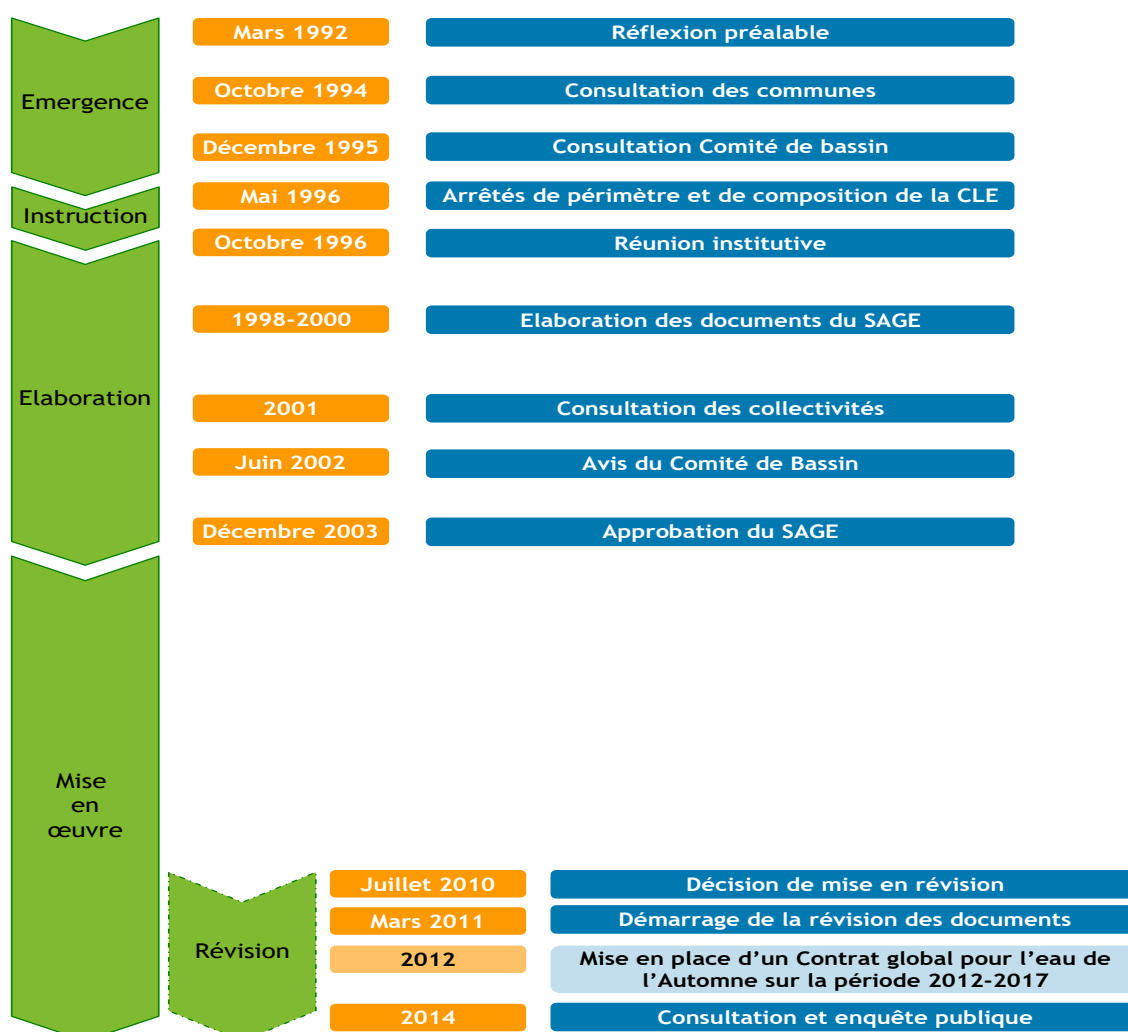 Emergence
Mars 1992 Réflexion préalable
Octobre 1994 Consultation des communes
Décembre 1995 Consultation Comité de bassin
Instruction
Mai 1996 Arrêtés de périmètre et de composition de la CLE
Elaboration
Octobre 1996 Réunion institutive
1998-2000 Elaboration des documents du SAGE
2001 Consultation des collectivités
Juin 2002 Avis du Comité de Bassin
Décembre 2003 Approbation du SAGE
Mise
en
œuvre
Révision
Juillet 2010 Décision de mise en révision
Mars 2011 Démarrage de la révision des documents
2012 Mise en place d’un Contrat global pour l’eau de
l’Automne sur la période 2012-2017
2014 Consultation et enquête publique